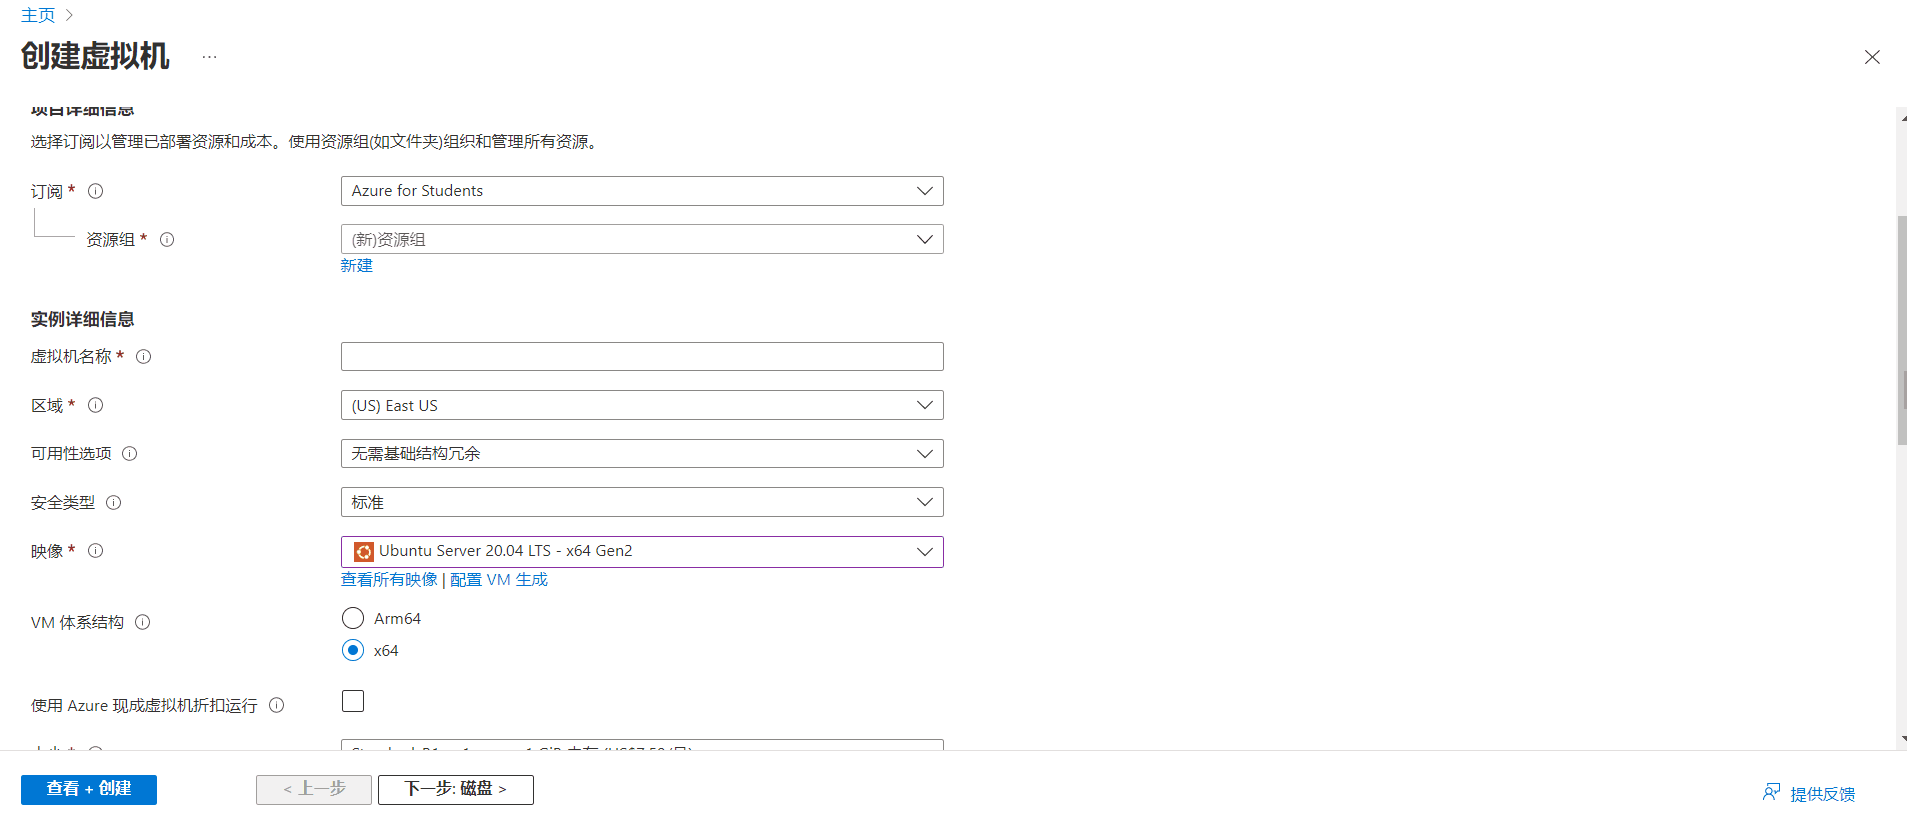 主页
创建虚拟机 ...
项目详细信息
选择订阅以管理已部署资源和成本。使用资源组(如文件夹)组织和管理所有资源。
订阅 * Azure for Students
资源组 * (新)资源组
新建
实例详细信息
虚拟机名称 *
区域 * (US) East US
可用性选项 无需基础结构冗余
安全类型 标准
映像 * Ubuntu Server 20.04 LTS - x64 Gen2
查看所有映像 | 配置 VM 生成
VM 体系结构 Arm64
x64
使用 Azure 现成虚拟机折扣运行
查看 + 创建 < 上一步 下一步: 磁盘 > 提供反馈